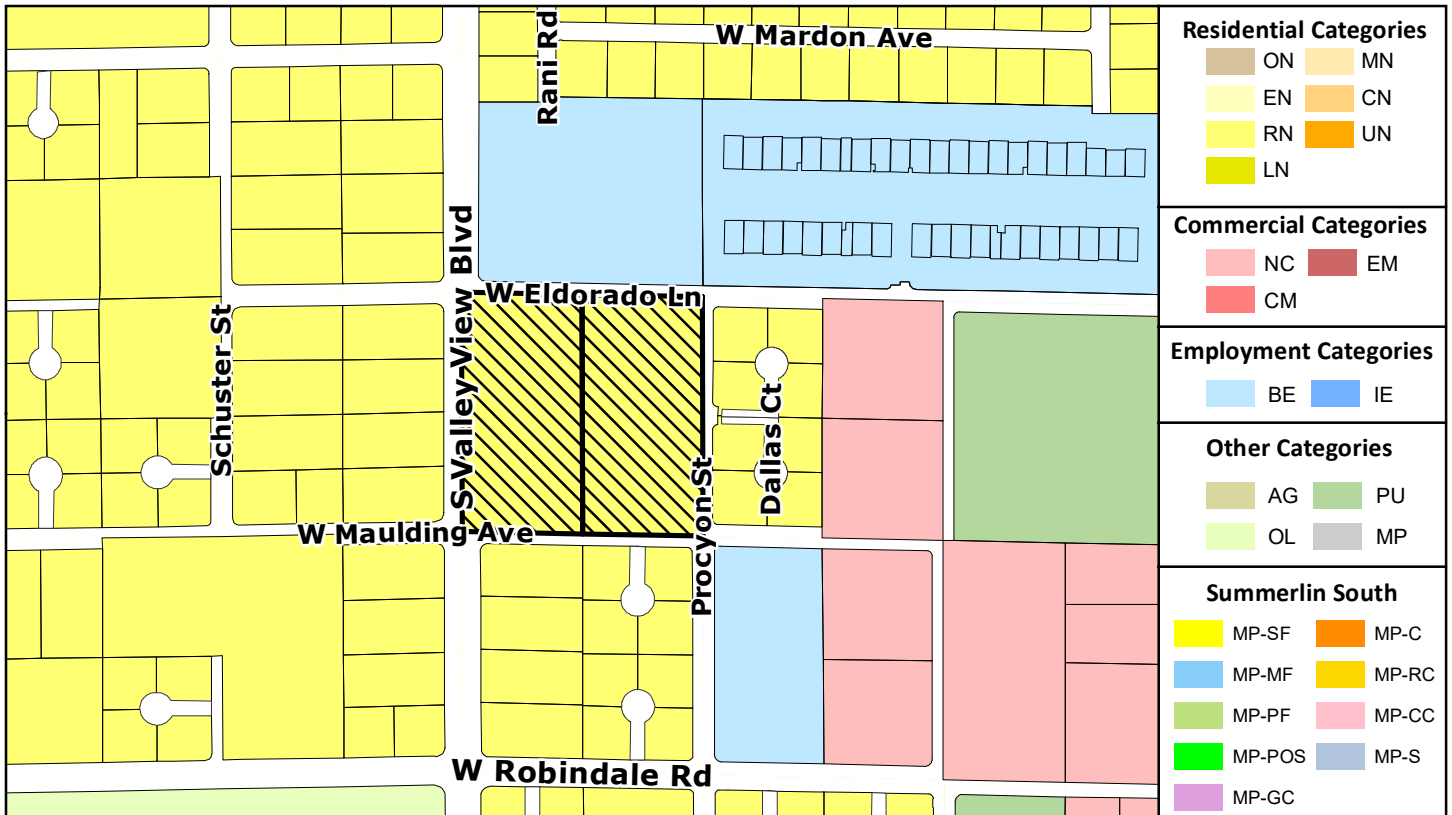 W Mardon Ave
Rani Rd
S Valley View Blvd
W Eldorado Ln
Schuster St
Dallas Ct
Procyon St
W Maulding Ave
W Robindale Rd
Residential Categories
ON MN
EN CN
RN UN
LN
Commercial Categories
NC EM
CM
Employment Categories
BE IE
Other Categories
AG PU
OL MP
Summerlin South
MP-SF MP-C
MP-MF MP-RC
MP-PF MP-CC
MP-POS MP-S
MP-GC